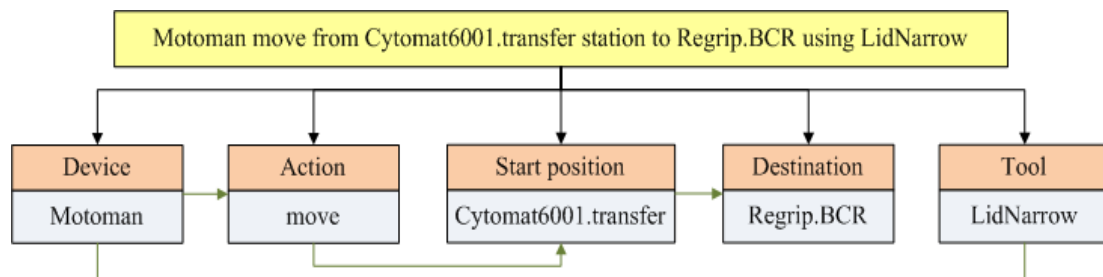 Motoman move from Cytomat6001.transfer station to Regrip.BCR using LidNarrow
Device
Motoman
Action
move
Start position
Cytomat6001.transfer
Destination
Regrip.BCR
Tool
LidNarrow